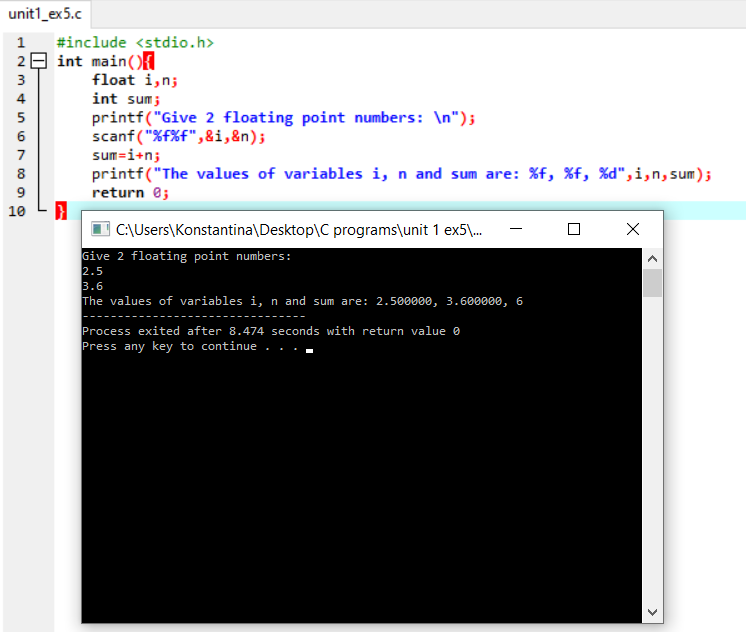 unit1_ex5.c
1 #include <stdio.h>
2 int main(){
3 float i,n;
4 int sum;
5 printf("Give 2 floating point numbers: \n");
6 scanf("%f%f",&i,&n);
7 sum=i+n;
8 printf("The values of variables i, n and sum are: %f, %f, %d",i,n,sum);
9 return 0;
10 }
C:\Users\Konstantina\Desktop\C programs\unit 1 ex5\...
Give 2 floating point numbers:
2.5
3.6
The values of variables i, n and sum are: 2.500000, 3.600000, 6
--------------------------------
Process exited after 8.474 seconds with return value 0
Press any key to continue . . .